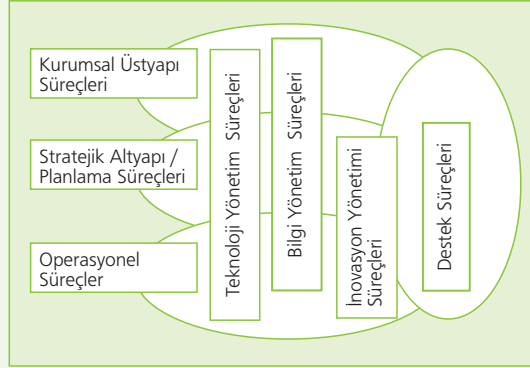 Kurumsal Üstyapı
Süreçleri
Stratejik Altyapı /
Planlama Süreçleri
Operasyonel
Süreçler
Teknoloji Yönetim Süreçleri
Bilgi Yönetim Süreçleri
İnovasyon Yönetimi
Süreçleri
Destek Süreçleri